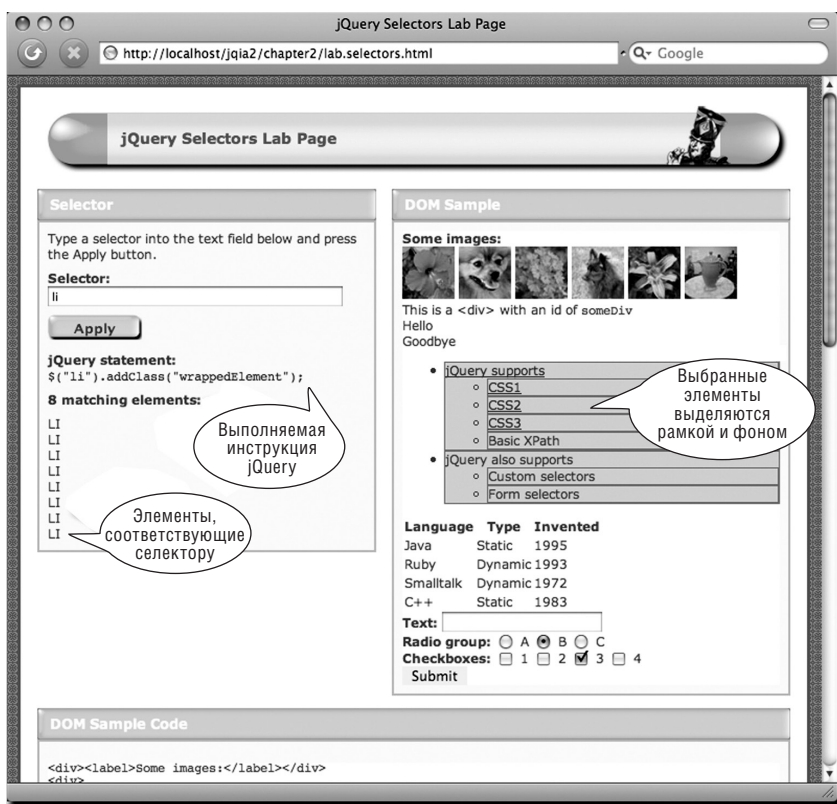 jQuery Selectors Lab Page
http://localhost/jqia2/chapter2/lab.selectors.html
Google
jQuery Selectors Lab Page
Selector
Type a selector into the text field below and press
the Apply button.
Selector:
li
Apply
jQuery statement:
$("li").addClass("wrappedElement");
8 matching elements:
LI
LI
LI
LI
LI
LI
LI
LI
Выполняемая
инструкция
jQuery
Элементы,
соответствующие
селектору
DOM Sample
Some images:
This is a <div> with an id of someDiv
Hello
Goodbye
jQuery supports
CSS1
CSS2
CSS3
Basic XPath
jQuery also supports
Custom selectors
Form selectors
Выбранные
элементы
выделяются
рамкой и фоном
Language Type Invented
Java Static 1995
Ruby Dynamic 1993
Smalltalk Dynamic 1972
C++ Static 1983
Text:
Radio group: A B C
Checkboxes: 1 2 3 4
Submit
DOM Sample Code
<div><label>Some images:</label></div>
<div>